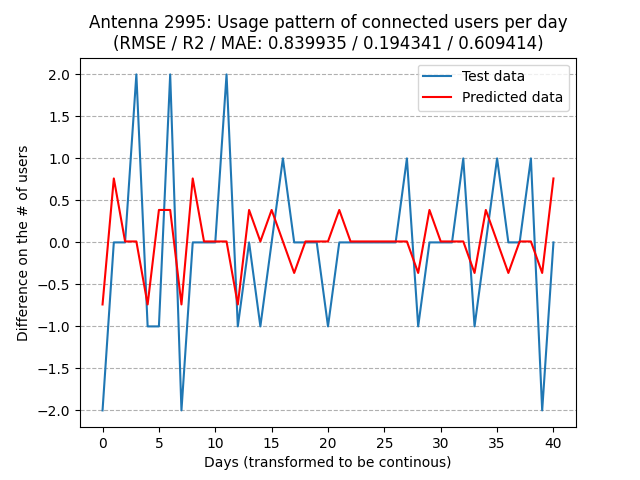 Antenna 2995: Usage pattern of connected users per day
(RMSE / R2 / MAE: 0.839935 / 0.194341 / 0.609414)
Test data
Predicted data
Difference on the # of users
2.0
1.5
1.0
0.5
0.0
−0.5
−1.0
−1.5
−2.0
0 5 10 15 20 25 30 35 40
Days (transformed to be continous)